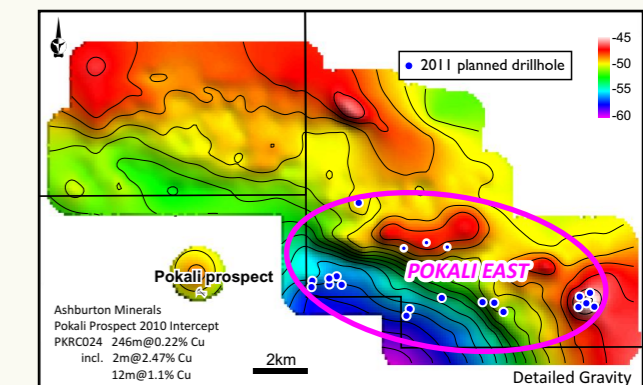 -45
2011 planned drillhole
-50
-55
-60
POKALI EAST
Pokali prospect
Ashburton Minerals
Pokali Prospect 2010 Intercept
PKRC024 246m@0.22% Cu
incl. 2m@2.47% Cu
12m@1.1% Cu
2km
Detailed Gravity